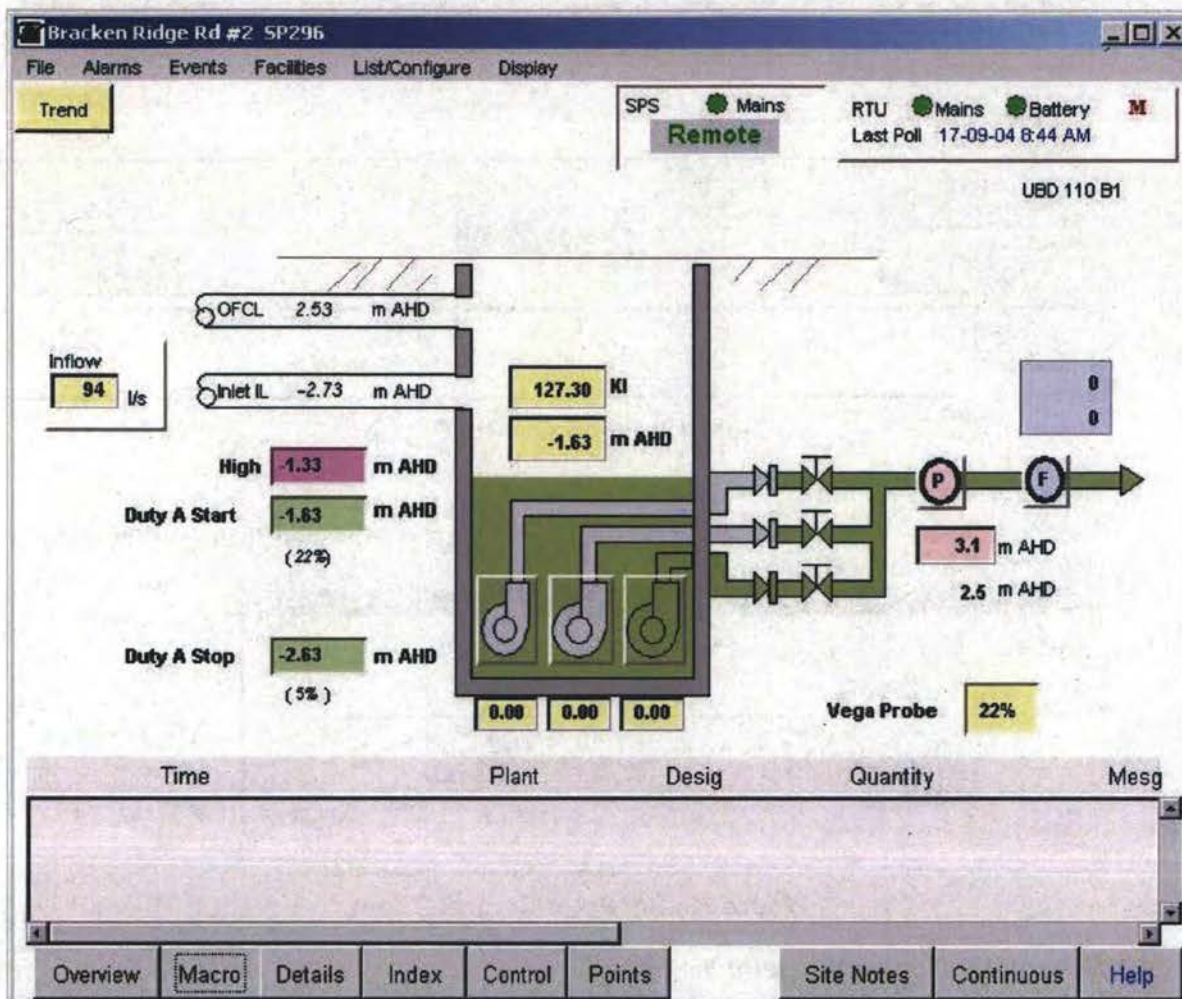 Bracken Ridge Rd #2 SP296
File Alarms Events Facilities List/Configure Display
Trend
SPS Mains
Remote
RTU Mains Battery M
Last Poll 17-09-04 8:44 AM
UBD 110 B1
OFCL 2.53 m AHD
Inflow
94 l/s
Inlet IL -2.73 m AHD
127.30 Kl
-1.63 m AHD
0
0
High -1.33 m AHD
Duty A Start -1.63 m AHD
(22%)
P F
3.1 m AHD
2.5 m AHD
Duty A Stop -2.63 m AHD
(5%)
0.00 0.00 0.00
Vega Probe 22%
Time Plant Desig Quantity Mesg
Overview Macro Details Index Control Points Site Notes Continuous Help